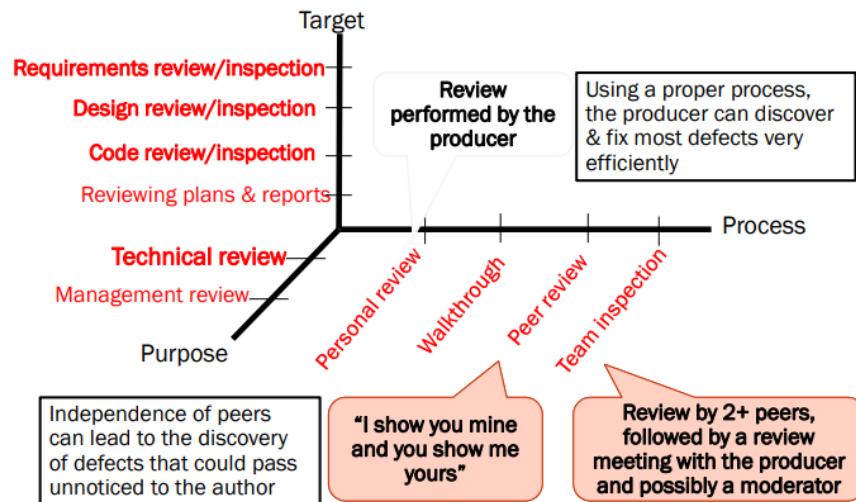 Target
Requirements review/inspection
Design review/inspection
Code review/inspection
Reviewing plans & reports
Review
performed by the
producer
Using a proper process,
the producer can discover
& fix most defects very
efficiently
Process
Technical review
Management review
Purpose
Personal review
Walkthrough
Peer review
Team inspection
Independence of peers
can lead to the discovery
of defects that could pass
unnoticed to the author
“I show you mine
and you show me
yours”
Review by 2+ peers,
followed by a review
meeting with the producer
and possibly a moderator